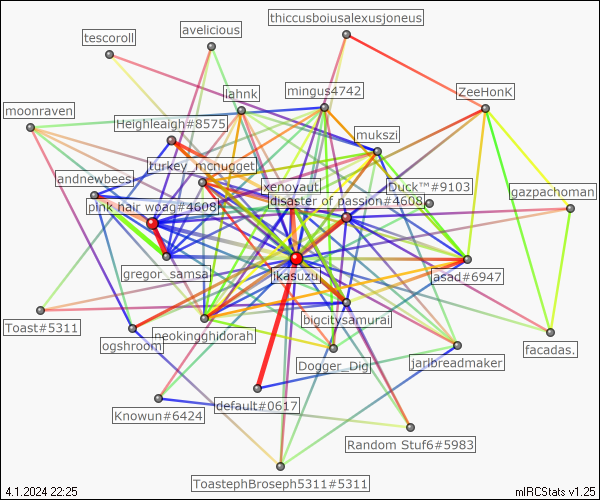 thiccusboiusalexusjoneus
avelicious
tescoroll
mingus4742
ZeeHonK
lahnk
moonraven
Heighleaigh#8575
mukszi
turkey_mcnugget
andnewbees
xenoyautl
Duck™#9103
gazpachoman
pink hair woag#4608
disaster of passion#4608
gregor_samsa
ikasuzu
asad#6947
bigcitysamurai
Toast#5311
ogshroom
neokingghidorah
facadas.
Dogger_Dig
jarlbreadmaker
default#0617
Knowun#6424
Random Stuf6#5983
ToastephBroseph5311#5311
4.1.2024 22:25
mIRCStats v1.25